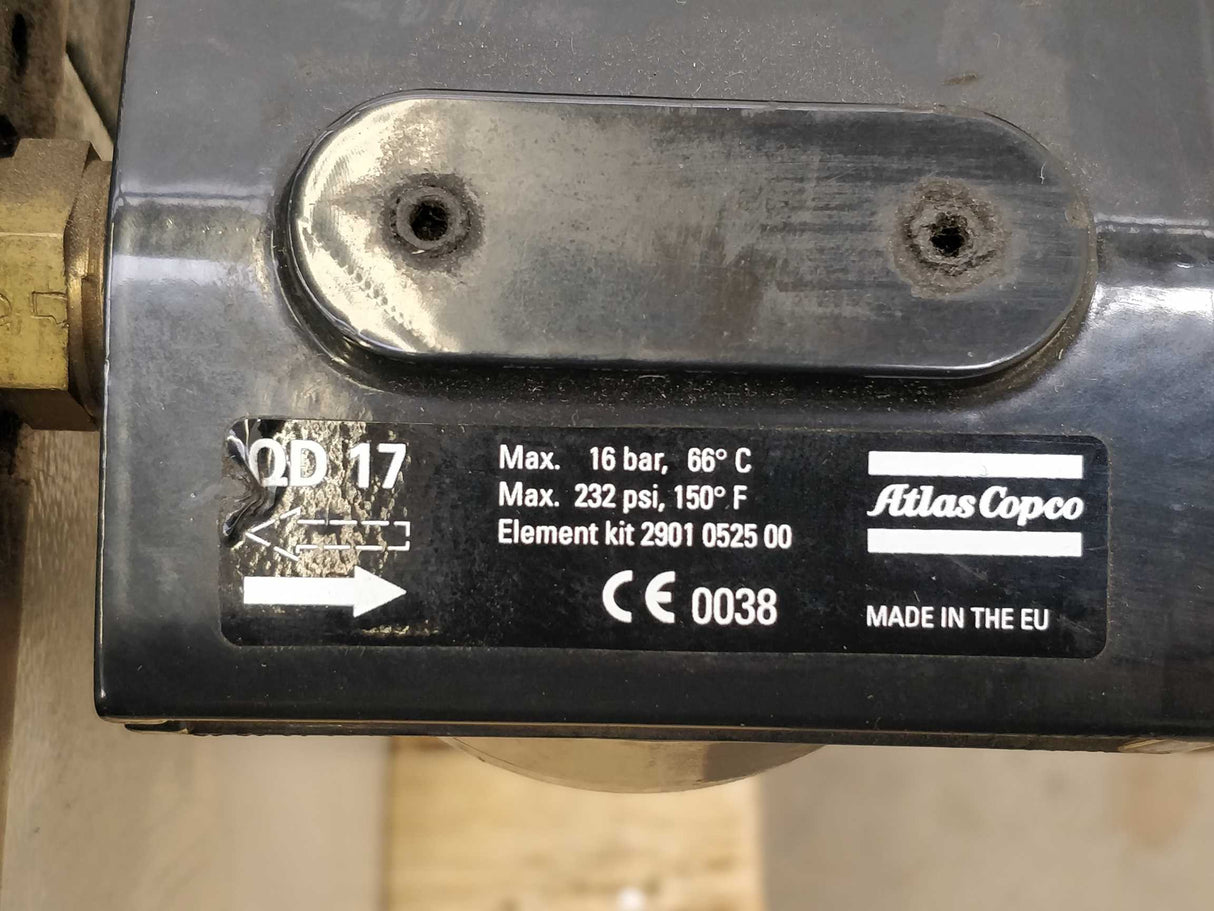 QD 17
Max. 16 bar, 66° C
Max. 232 psi, 150° F
Element kit 2901 0525 00
CE 0038
Atlas Copco
MADE IN THE EU